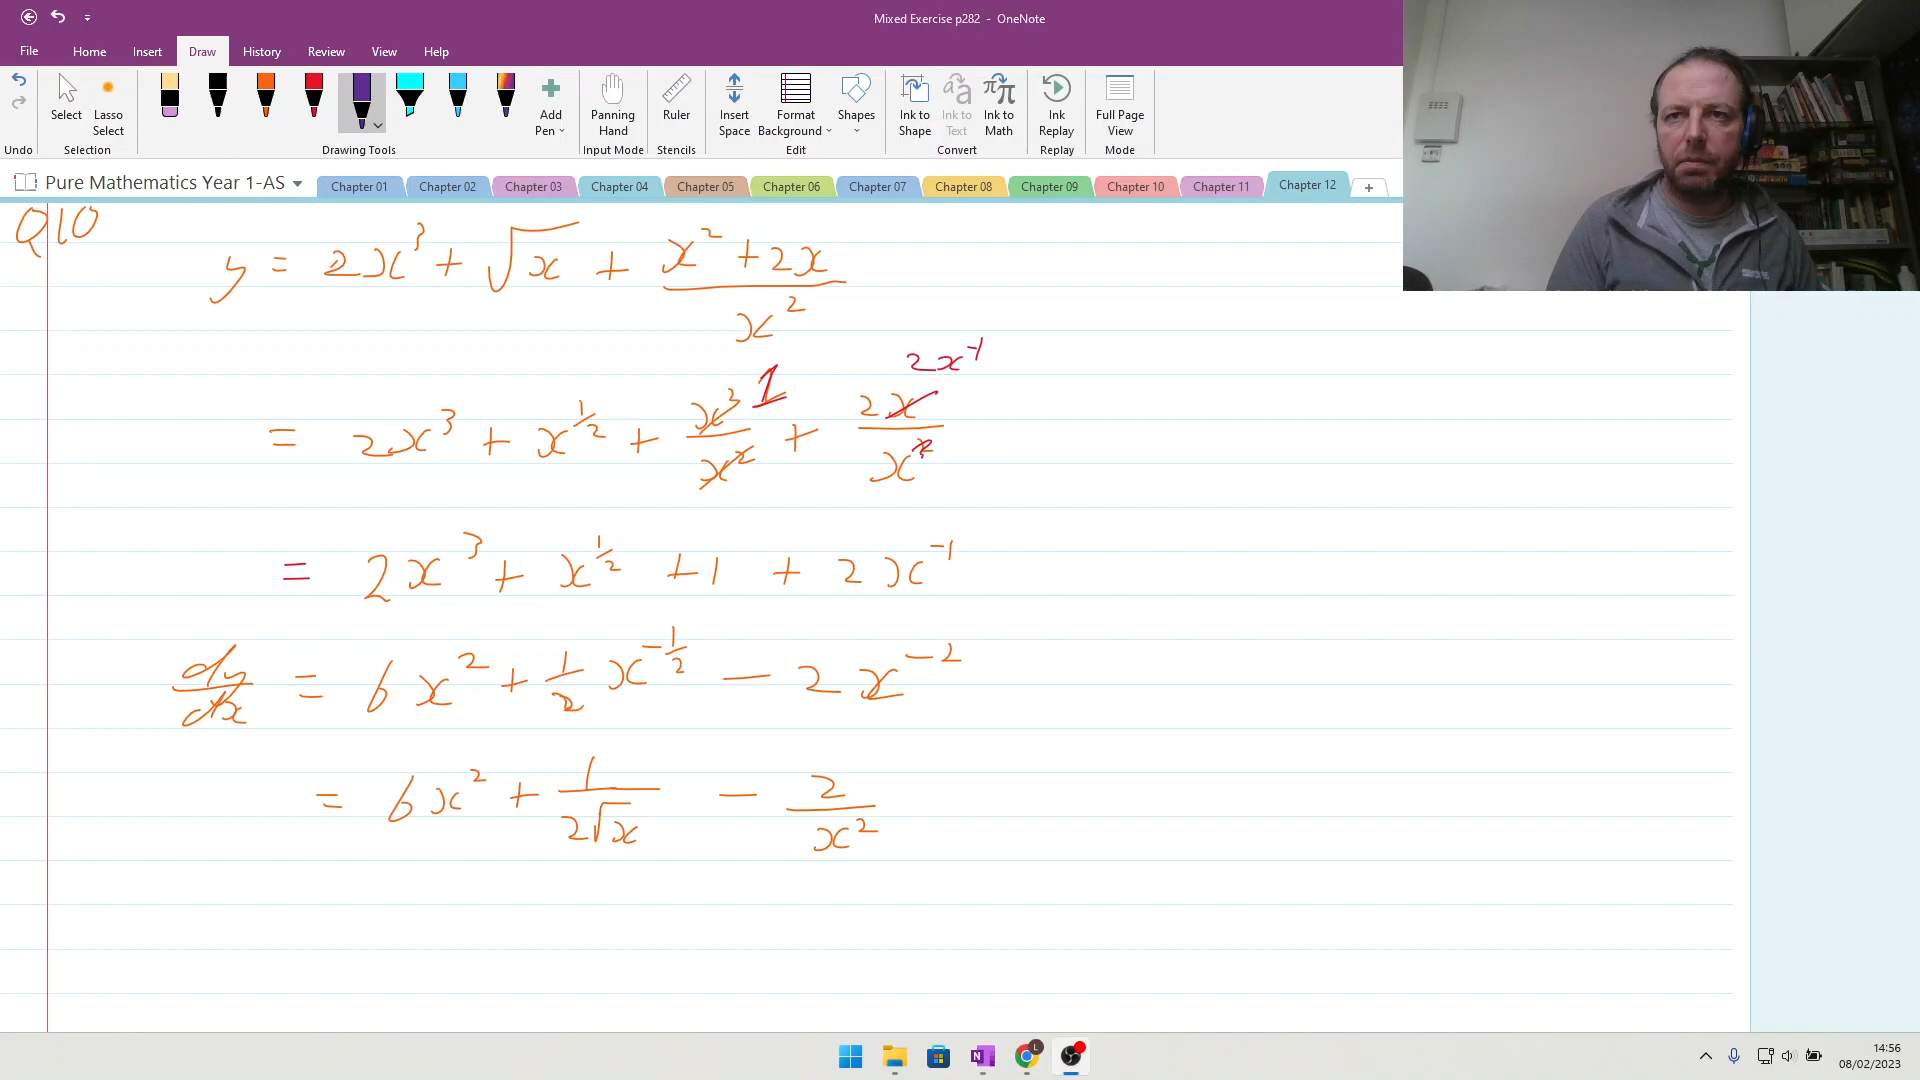 Mixed Exercise p282 - OneNote
File Home Insert Draw History Review View Help
Select Lasso Select Add Pen Panning Hand Ruler Insert Space Format Background Shapes Ink to Shape Ink to Text Ink to Math Ink Replay Full Page View
Undo Selection Drawing Tools Input Mode Stencils Edit Convert Replay Mode
Pure Mathematics Year 1-AS Chapter 01 Chapter 02 Chapter 03 Chapter 04 Chapter 05 Chapter 06 Chapter 07 Chapter 08 Chapter 09 Chapter 10 Chapter 11 Chapter 12 +
Q10
y = 2x³ + √x + (x² + 2x)/x²
2x⁻¹
= 2x³ + x^(1/2) + x²/x² 1 + 2x/x²
= 2x³ + x^(1/2) + 1 + 2x⁻¹
dy/dx = 6x² + 1/2 x^(-1/2) - 2x⁻²
= 6x² + 1/(2√x) - 2/x²
L
N
14:56
08/02/2023